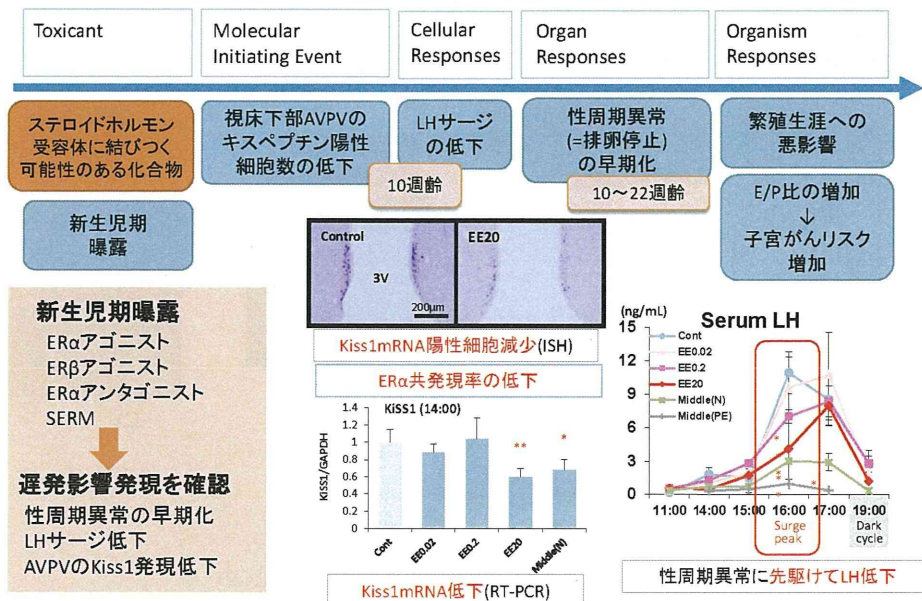 Toxicant
Molecular
Initiating Event
Cellular
Responses
Organ
Responses
Organism
Responses
ステロイドホルモン
受容体に結びつく
可能性のある化合物
新生児期
曝露
視床下部AVPVの
キスペプチン陽性
細胞数の低下
LHサージ
の低下
10週齢
性周期異常
(=排卵停止)
の早期化
10～22週齢
繁殖生涯への
悪影響
E/P比の増加
↓
子宮がんリスク
増加
新生児期曝露
ERαアゴニスト
ERβアゴニスト
ERαアンタゴニスト
SERM
遅発影響発現を確認
性周期異常の早期化
LHサージ低下
AVPVのKiss1発現低下
Control
3V
200μm
EE20
Kiss1mRNA陽性細胞減少(ISH)
ERα共発現率の低下
KiSS1 (14:00)
KiSS1/GAPDH
1.4
1.2
1
0.8
0.6
0.4
0.2
0
**
*
Cont
EE0.02
EE0.2
EE20
Middle(N)
Kiss1mRNA低下(RT-PCR)
(ng/mL)
Serum LH
15
12
9
6
3
0
Cont
EE0.02
EE0.2
EE20
Middle(N)
Middle(PE)
*
*
*
*
*
11:00
14:00
15:00
16:00
17:00
19:00
Surge
peak
Dark
cycle
性周期異常に先駆けてLH低下